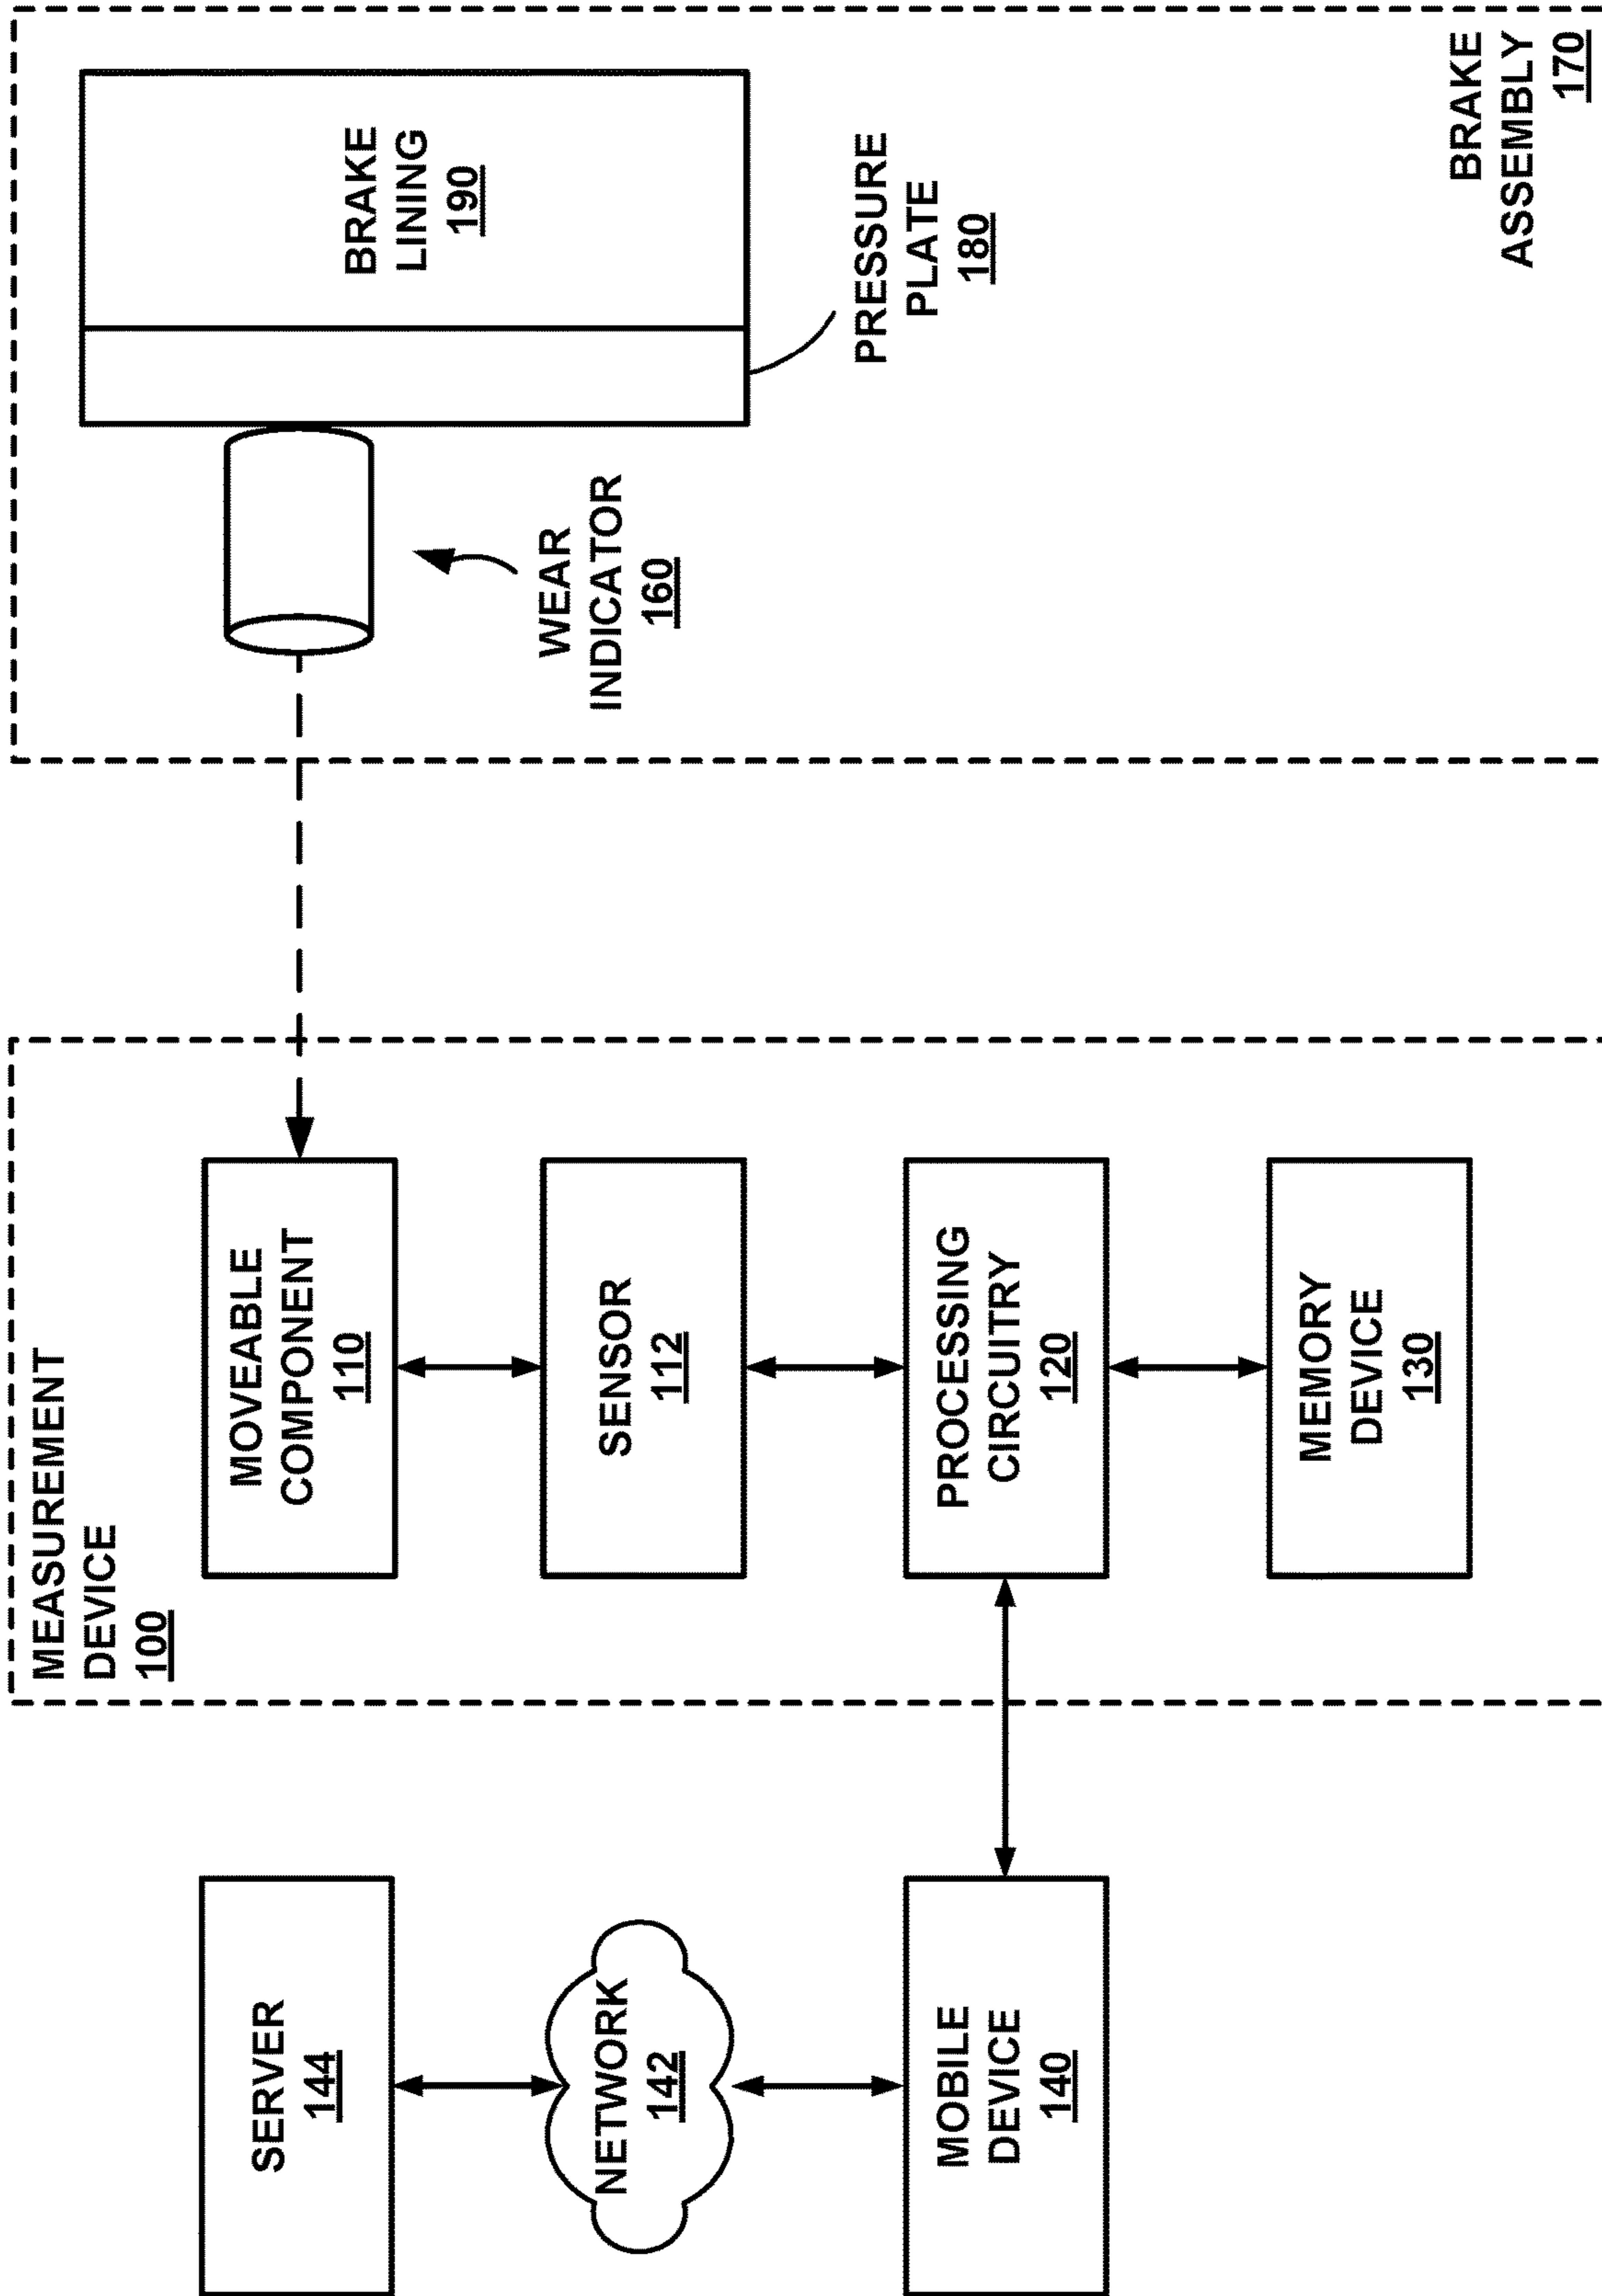 SERVER
144
NETWORK
142
MOBILE
DEVICE
140
MEASUREMENT
DEVICE
100
MOVEABLE
COMPONENT
110
SENSOR
112
PROCESSING
CIRCUITRY
120
MEMORY
DEVICE
130
WEAR
INDICATOR
160
BRAKE
LINING
190
PRESSURE
PLATE
180
BRAKE
ASSEMBLY
170